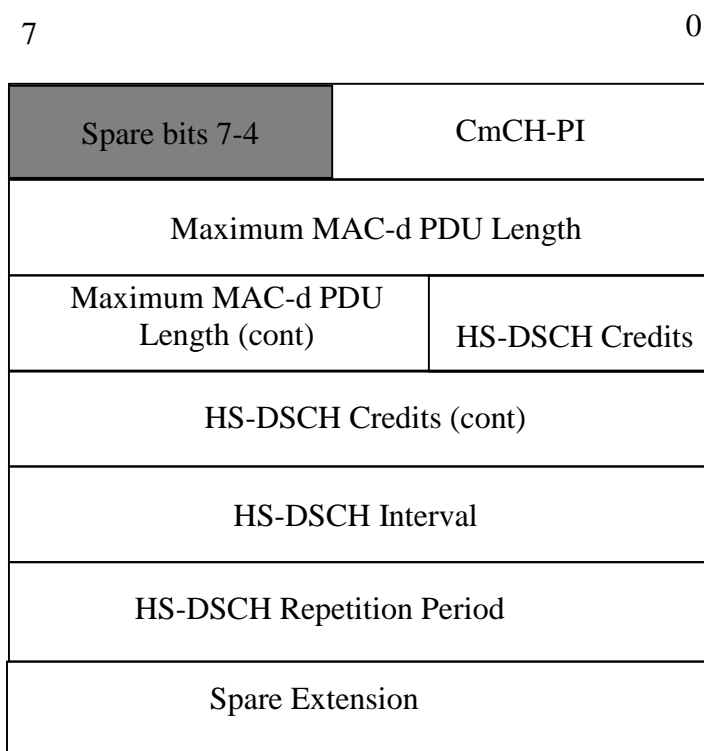 7 0
Spare bits 7-4 CmCH-PI
Maximum MAC-d PDU Length
Maximum MAC-d PDU
Length (cont) HS-DSCH Credits
HS-DSCH Credits (cont)
HS-DSCH Interval
HS-DSCH Repetition Period
Spare Extension